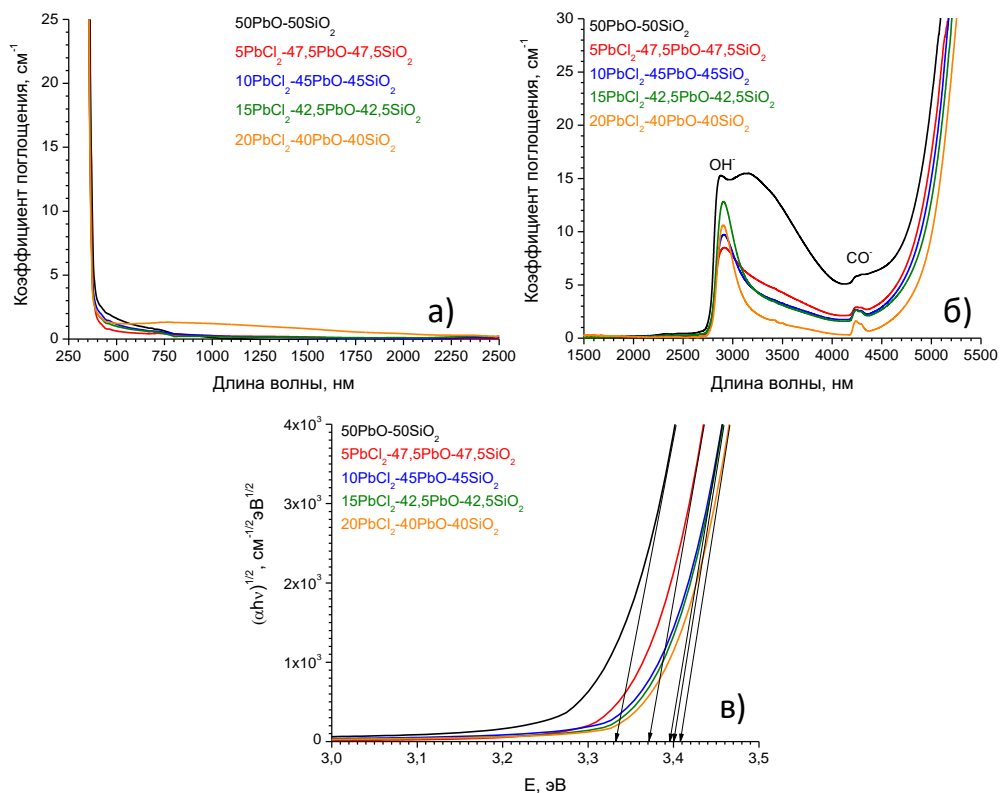 25
20
15
10
5
0
Коэффициент поглощения, см⁻¹
50PbO-50SiO₂
5PbCl₂-47,5PbO-47,5SiO₂
10PbCl₂-45PbO-45SiO₂
15PbCl₂-42,5PbO-42,5SiO₂
20PbCl₂-40PbO-40SiO₂
а)
250 500 750 1000 1250 1500 1750 2000 2250 2500
Длина волны, нм
30
25
20
15
10
5
0
Коэффициент поглощения, см⁻¹
50PbO-50SiO₂
5PbCl₂-47,5PbO-47,5SiO₂
10PbCl₂-45PbO-45SiO₂
15PbCl₂-42,5PbO-42,5SiO₂
20PbCl₂-40PbO-40SiO₂
OH⁻
CO⁻
б)
1500 2000 2500 3000 3500 4000 4500 5000 5500
Длина волны, нм
4x10³
3x10³
2x10³
1x10³
0
(αhν)¹ᐟ², см⁻¹ᐟ²эВ¹ᐟ²
50PbO-50SiO₂
5PbCl₂-47,5PbO-47,5SiO₂
10PbCl₂-45PbO-45SiO₂
15PbCl₂-42,5PbO-42,5SiO₂
20PbCl₂-40PbO-40SiO₂
в)
3,0 3,1 3,2 3,3 3,4 3,5
E, эВ